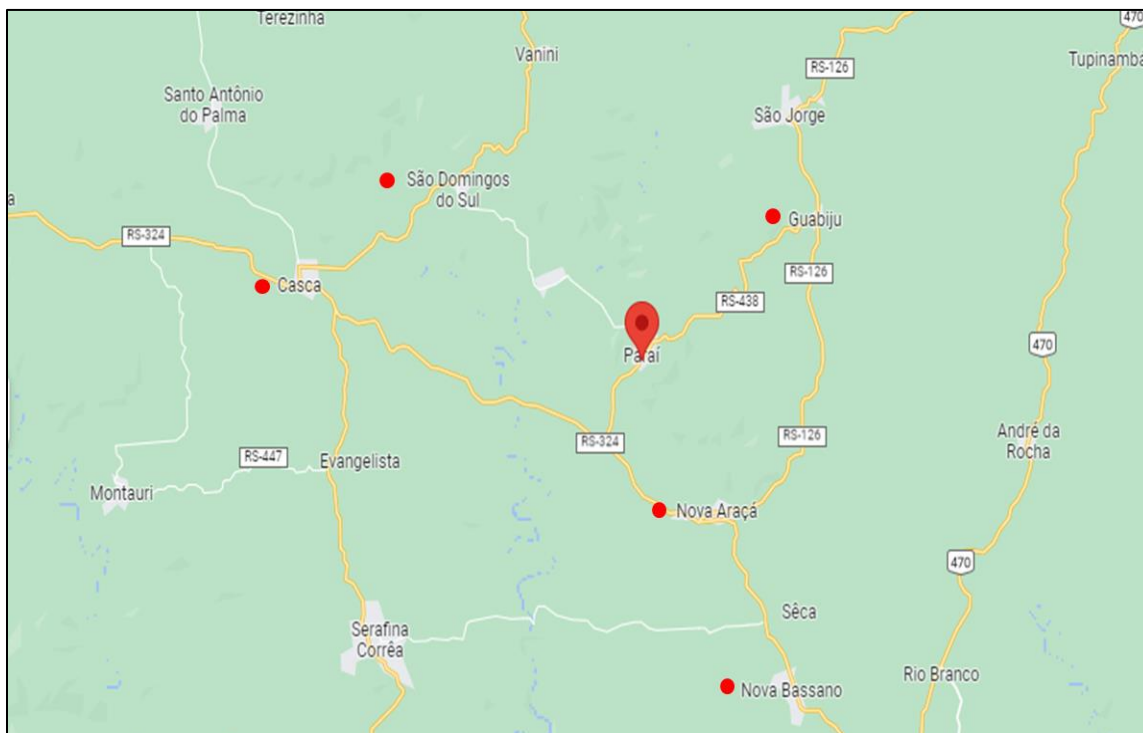 Terezinha
Vanini
470
Tupinamba
RS-126
Santo Antônio
do Palma
São Jorge
São Domingos
do Sul
a
Guabiju
RS-324
RS-126
Casca
RS-438
470
Paraí
RS-324
RS-126
André da
Rocha
RS-447
Evangelista
Montauri
Nova Araçá
470
Sêca
Serafina
Corrêa
Rio Branco
Nova Bassano